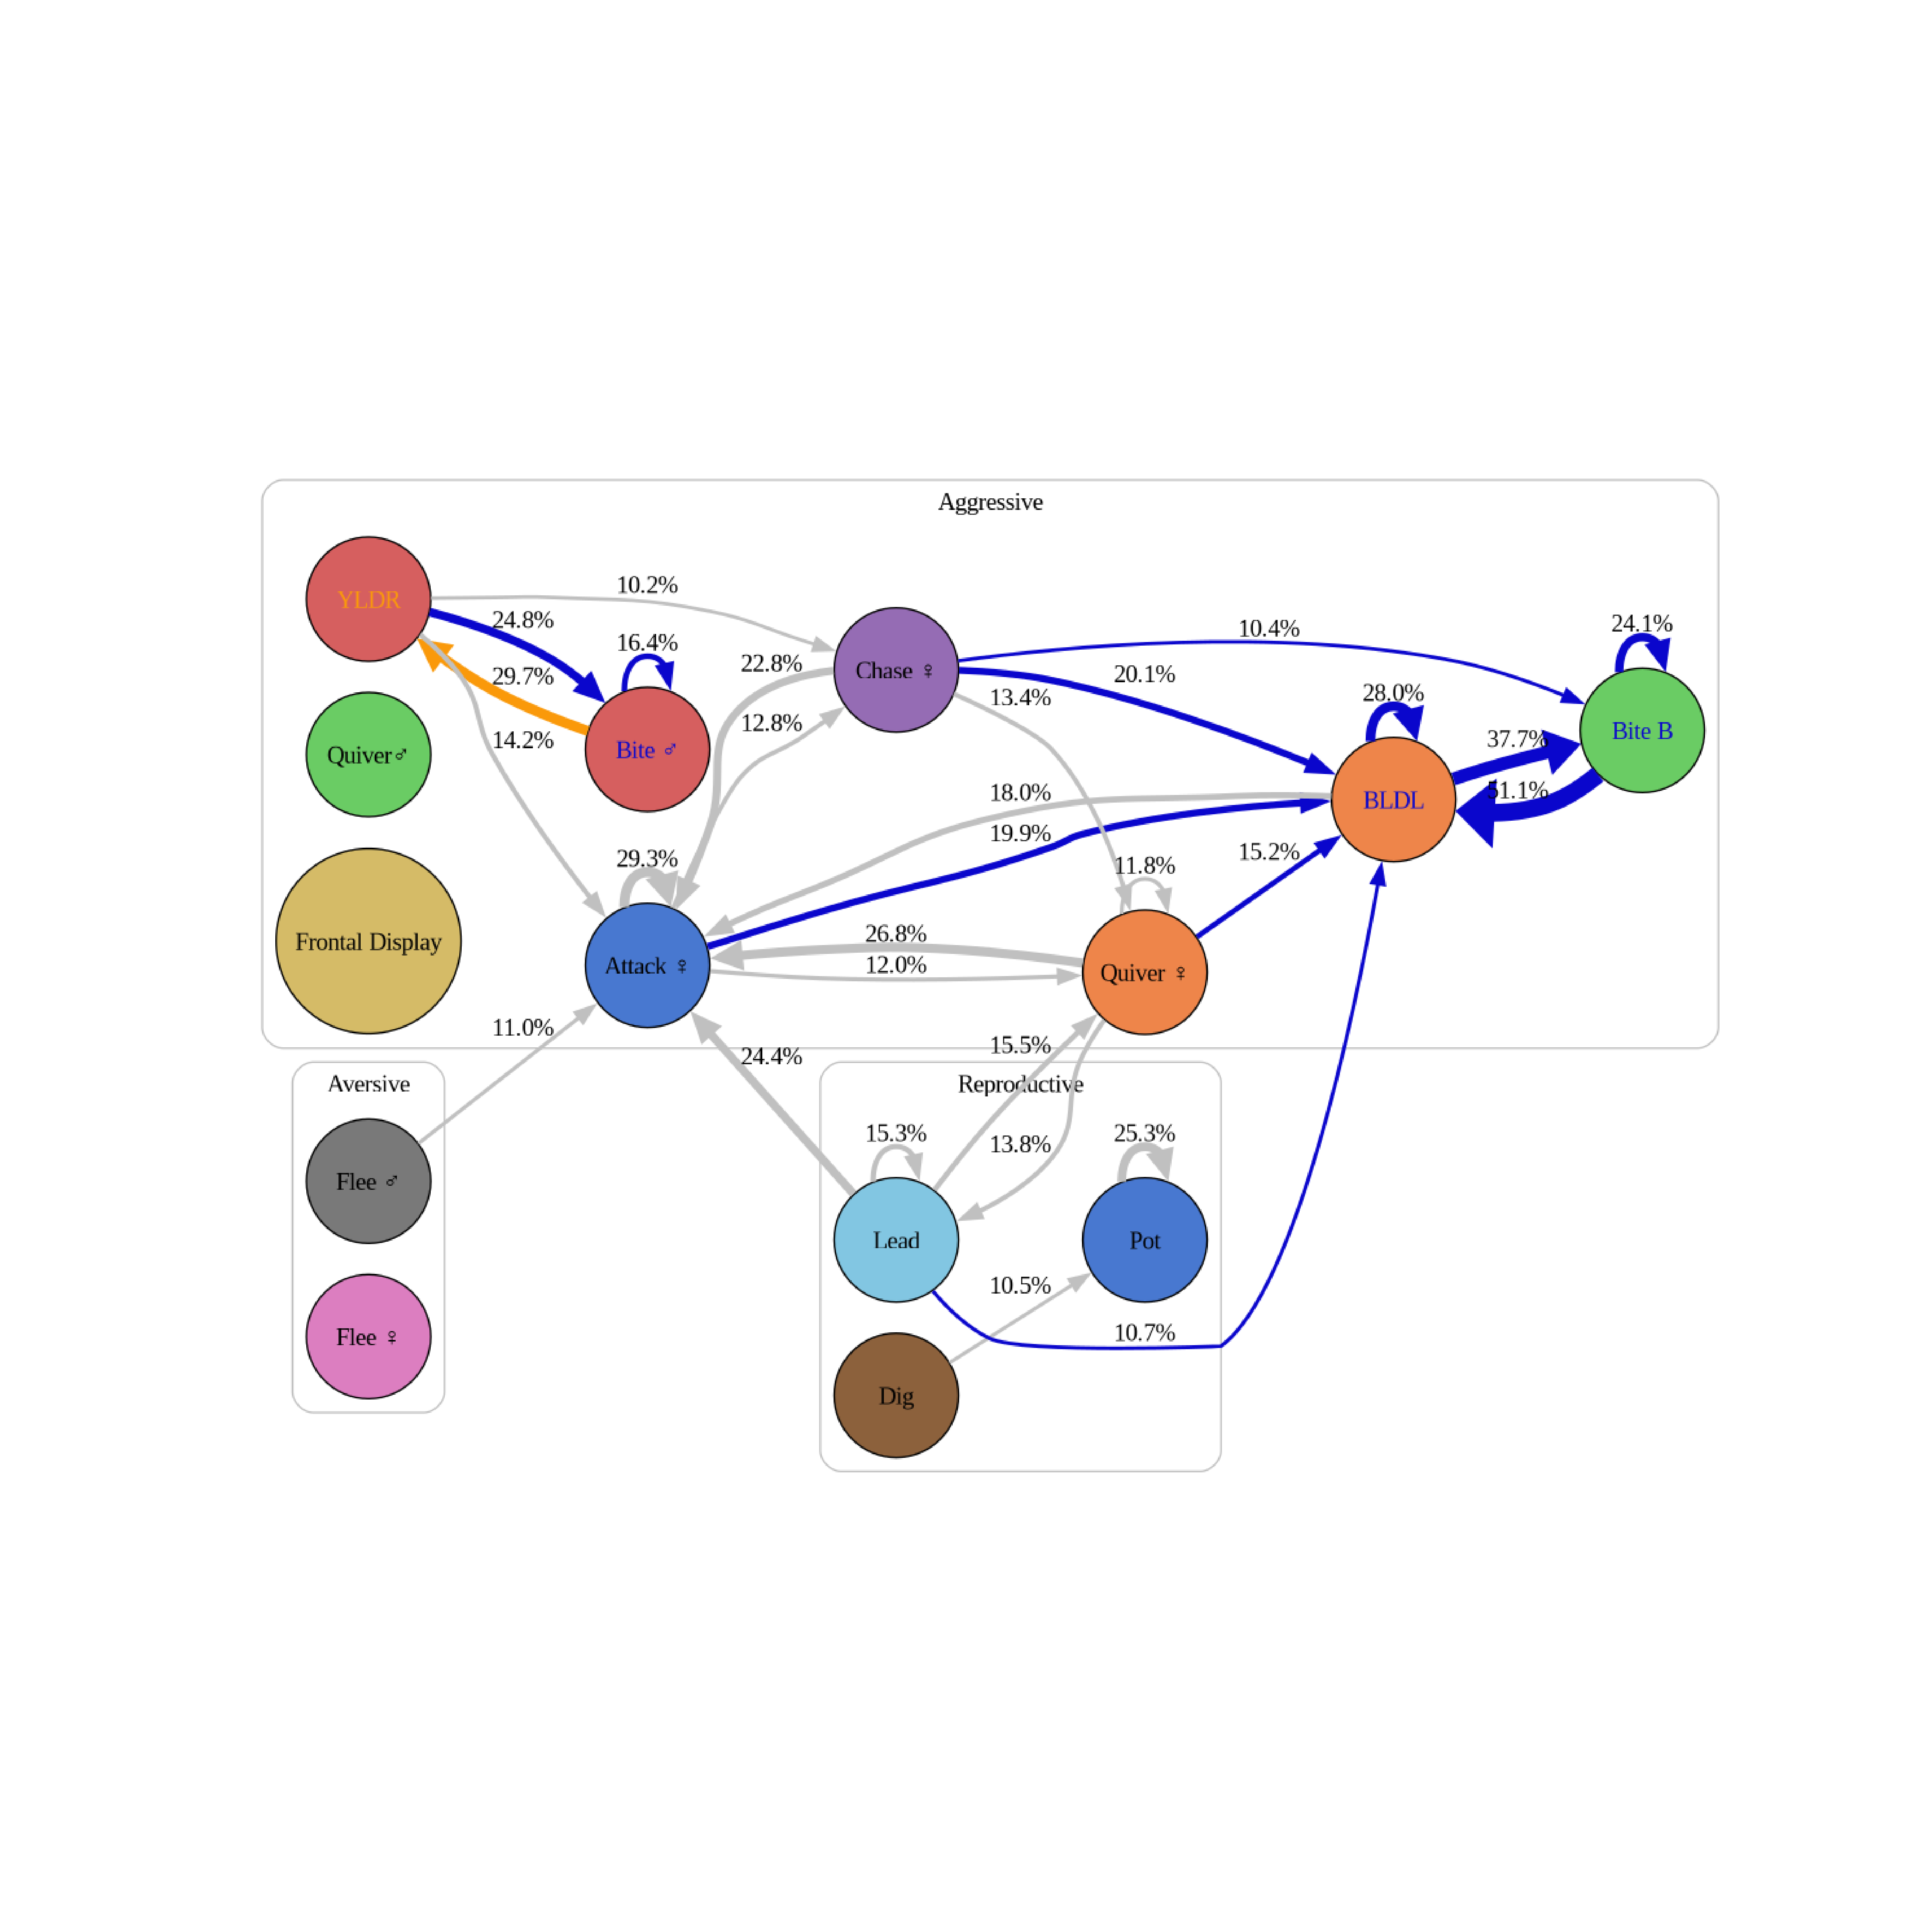 Aggressive
YLDR
10.2%
24.8%
16.4%
29.7%
14.2%
22.8%
12.8%
Chase ♀
10.4%
20.1%
13.4%
24.1%
28.0%
37.7%
51.1%
Bite B
BLDL
Quiver♂
Bite ♂
18.0%
19.9%
15.2%
11.8%
29.3%
Frontal Display
Attack ♀
26.8%
12.0%
Quiver ♀
11.0%
24.4%
15.5%
Aversive
Reproductive
Flee ♂
15.3%
13.8%
25.3%
Lead
Pot
10.5%
10.7%
Flee ♀
Dig